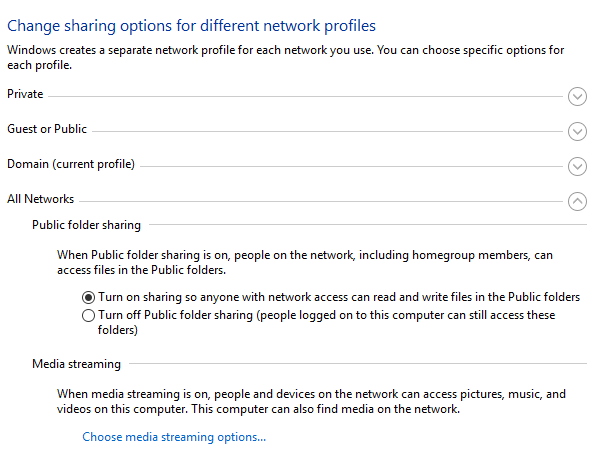 Change sharing options for different network profiles
Windows creates a separate network profile for each network you use. You can choose specific options for
each profile.
Private
Guest or Public
Domain (current profile)
All Networks
Public folder sharing
When Public folder sharing is on, people on the network, including homegroup members, can
access files in the Public folders.
Turn on sharing so anyone with network access can read and write files in the Public folders
Turn off Public folder sharing (people logged on to this computer can still access these
folders)
Media streaming
When media streaming is on, people and devices on the network can access pictures, music, and
videos on this computer. This computer can also find media on the network.
Choose media streaming options...